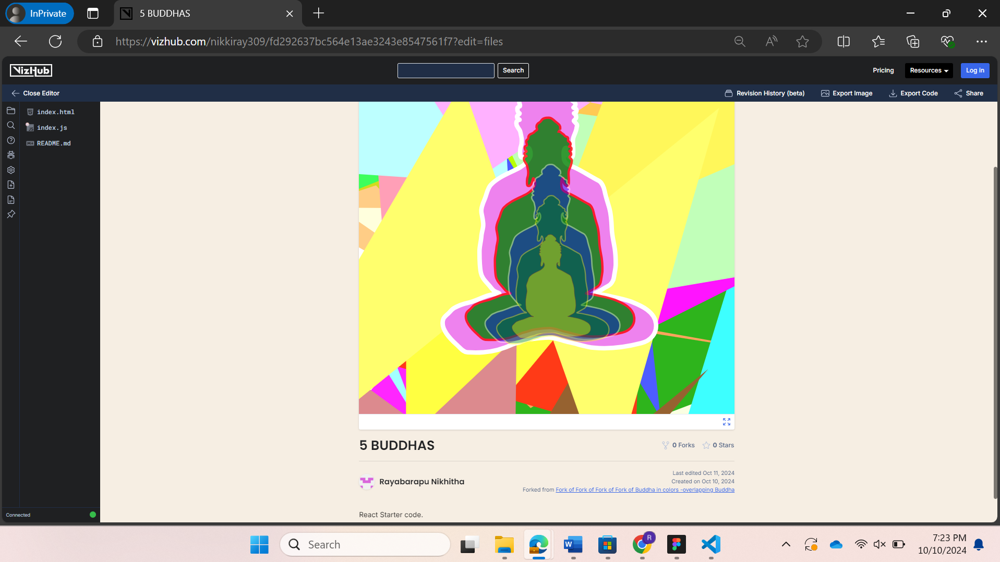 InPrivate
5 BUDDHAS
https://vizhub.com/nikkiray309/fd292637bc564e13ae3243e8547561f7?edit=files
VizHub
Search
Pricing
Resources
Log in
Close Editor
Revision History (beta)
Export Image
Export Code
Share
index.html
index.js
README.md
5 BUDDHAS
0 Forks
0 Stars
Rayabarapu Nikhitha
Last edited Oct 11, 2024
Created on Oct 10, 2024
Forked from Fork of Fork of Fork of Fork of Buddha in colors -overlapping Buddha
React Starter code.
Connected
Search
R
7:23 PM
10/10/2024